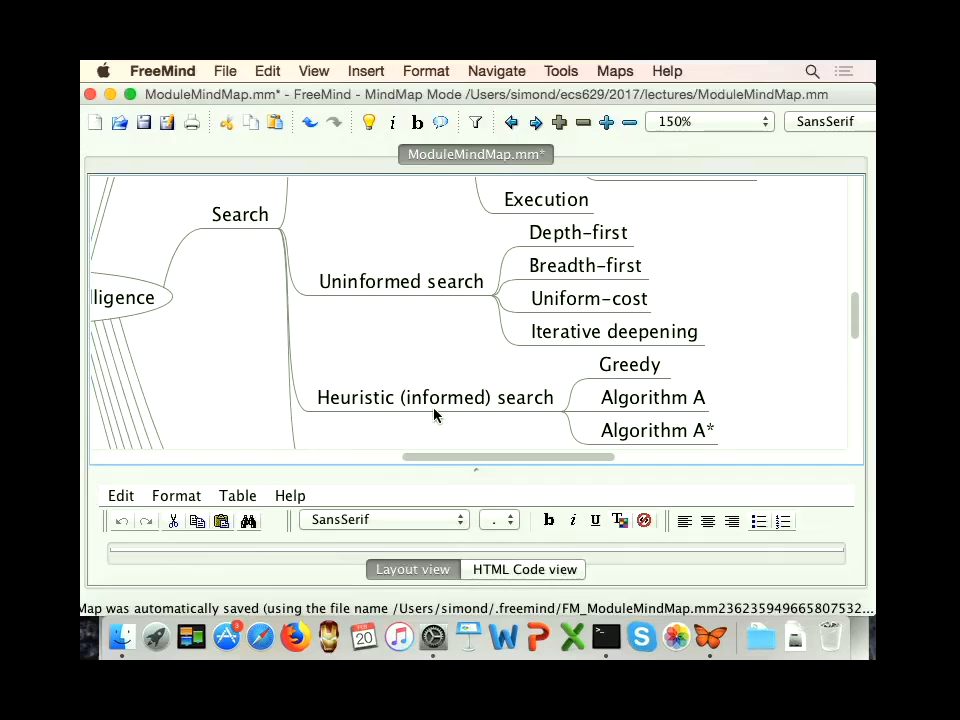 FreeMind File Edit View Insert Format Navigate Tools Maps Help
ModuleMindMap.mm* - FreeMind - MindMap Mode /Users/simond/ecs629/2017/lectures/ModuleMindMap.mm
i b 150% SansSerif
ModuleMindMap.mm*
Execution
Search
Depth-first
Breadth-first
Uninformed search
lligence
Uniform-cost
Iterative deepening
Greedy
Heuristic (informed) search
Algorithm A
Algorithm A*
Edit Format Table Help
SansSerif . b i U
Layout view HTML Code view
Map was automatically saved (using the file name /Users/simond/.freemind/FM_ModuleMindMap.mm236235949665807532...
3 FEB 20